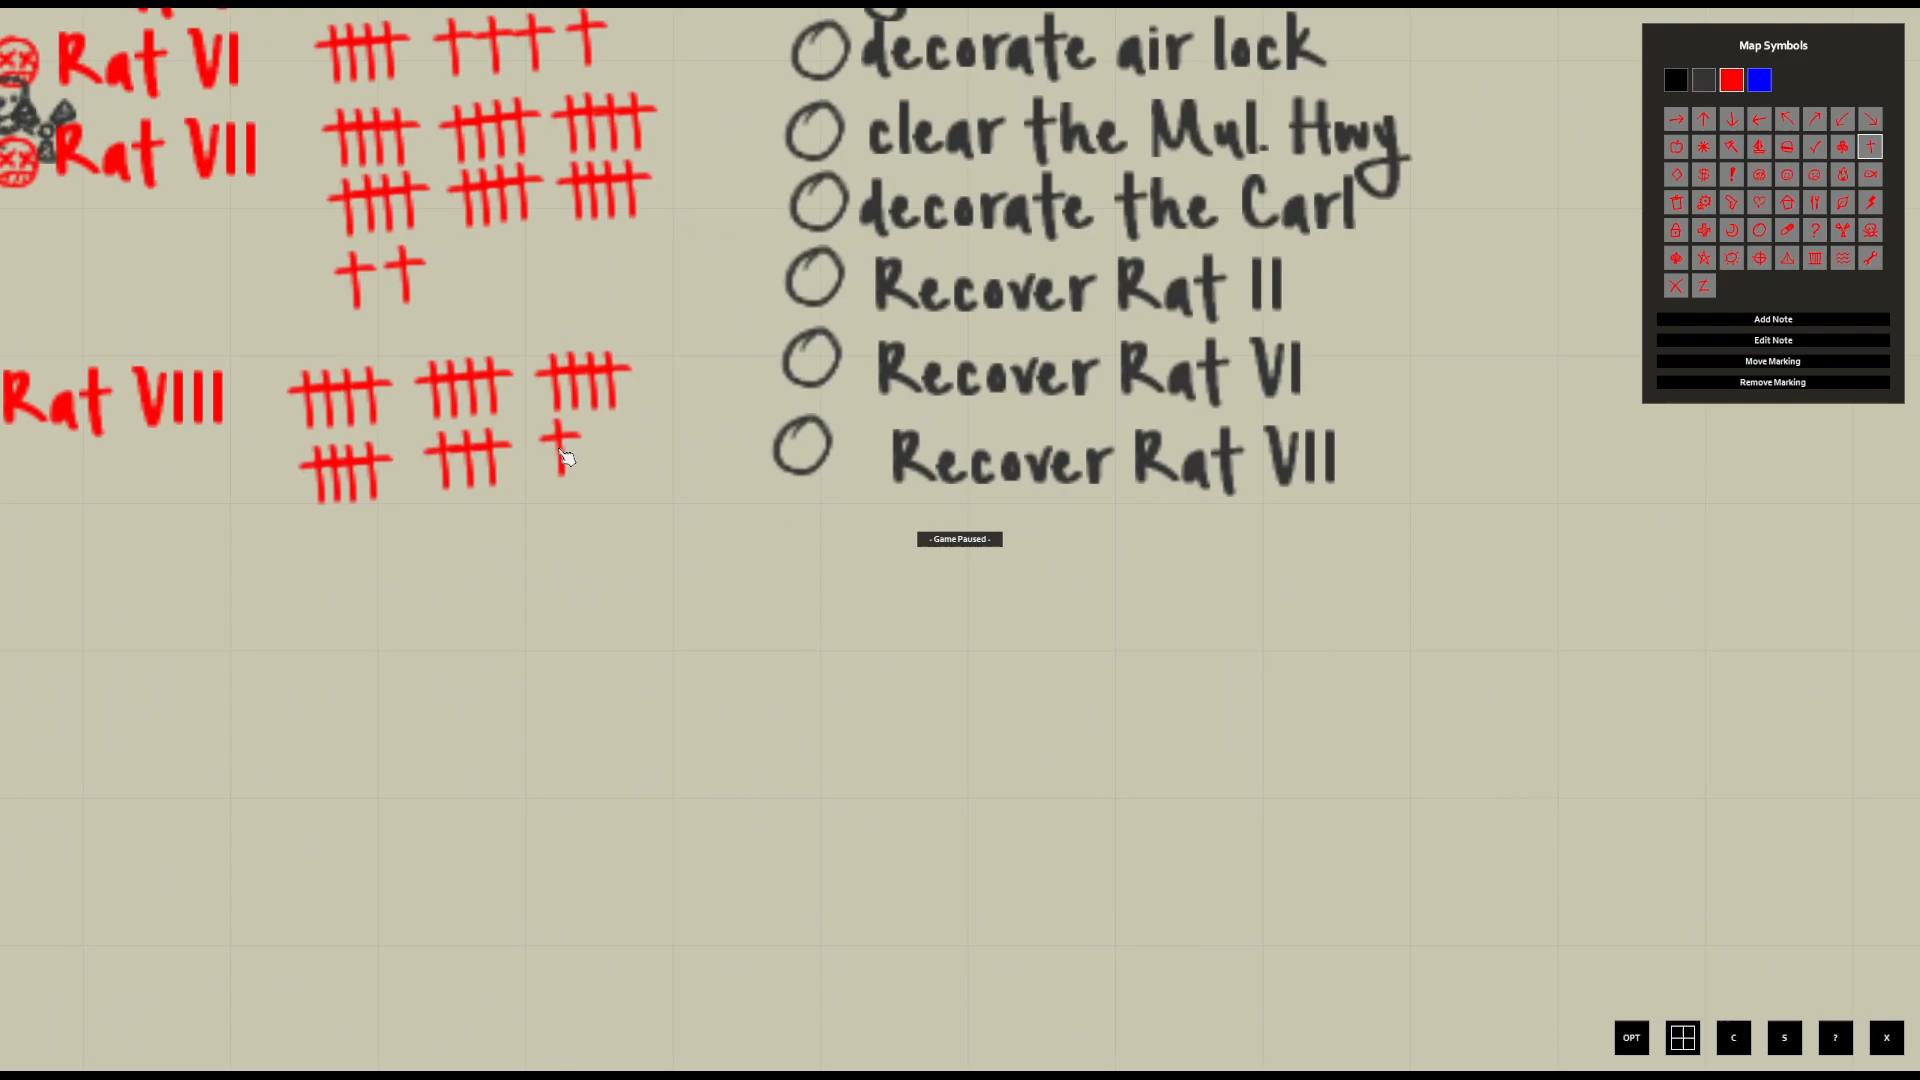 Rat VI
Rat VII
Rat VIII
decorate air lock
clear the Mul. Hwy
decorate the Carl
Recover Rat II
Recover Rat VI
Recover Rat VII
- Game Paused -
Map Symbols
Add Note
Edit Note
Move Marking
Remove Marking
OPT C S ? X